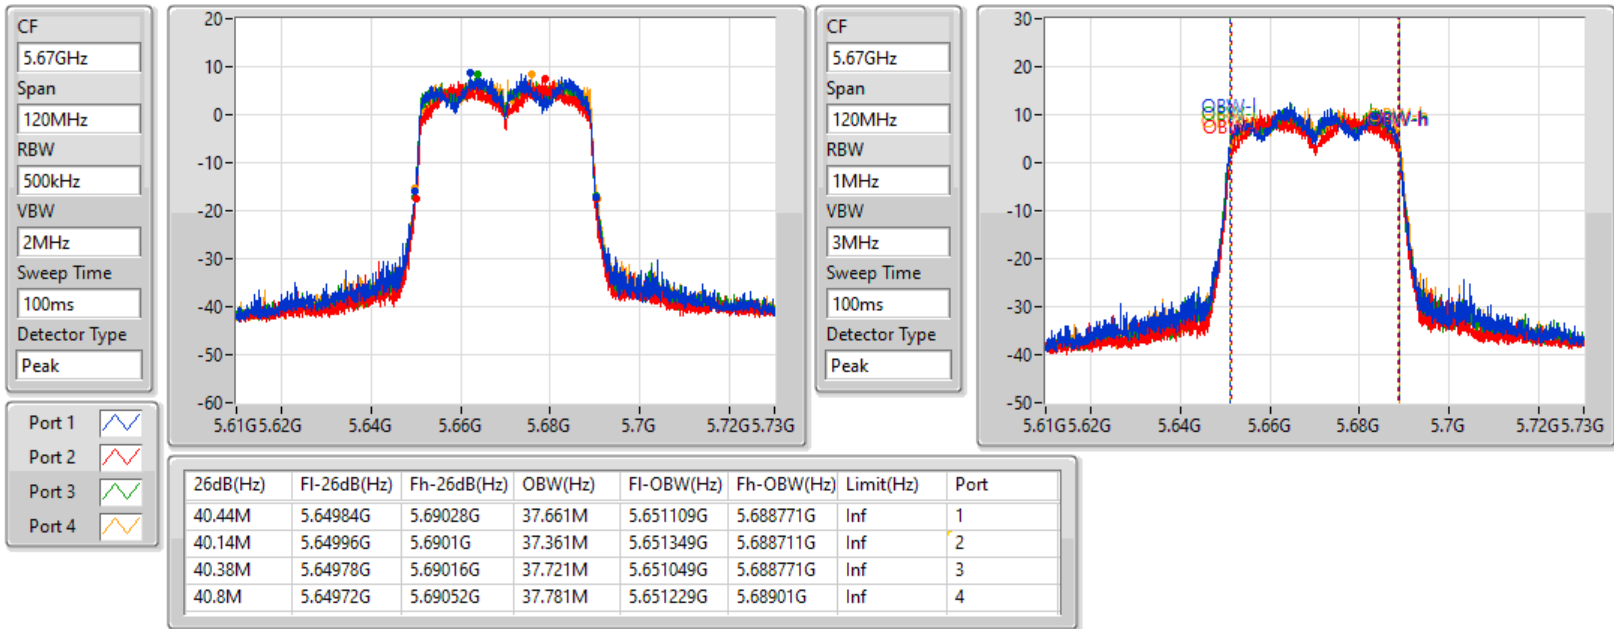 CF
5.67GHz
Span
120MHz
RBW
500kHz
VBW
2MHz
Sweep Time
100ms
Detector Type
Peak
20
10
0
-10
-20
-30
-40
-50
-60
5.61G 5.62G 5.64G 5.66G 5.68G 5.7G 5.72G 5.73G
CF
5.67GHz
Span
120MHz
RBW
1MHz
VBW
3MHz
Sweep Time
100ms
Detector Type
Peak
30
20
10
0
-10
-20
-30
-40
-50
OBW-l
OBW-h
5.61G 5.62G 5.64G 5.66G 5.68G 5.7G 5.72G 5.73G
Port 1
Port 2
Port 3
Port 4
26dB(Hz) Fl-26dB(Hz) Fh-26dB(Hz) OBW(Hz) Fl-OBW(Hz) Fh-OBW(Hz) Limit(Hz) Port
40.44M 5.64984G 5.69028G 37.661M 5.651109G 5.688771G Inf 1
40.14M 5.64996G 5.6901G 37.361M 5.651349G 5.688711G Inf 2
40.38M 5.64978G 5.69016G 37.721M 5.651049G 5.688771G Inf 3
40.8M 5.64972G 5.69052G 37.781M 5.651229G 5.68901G Inf 4